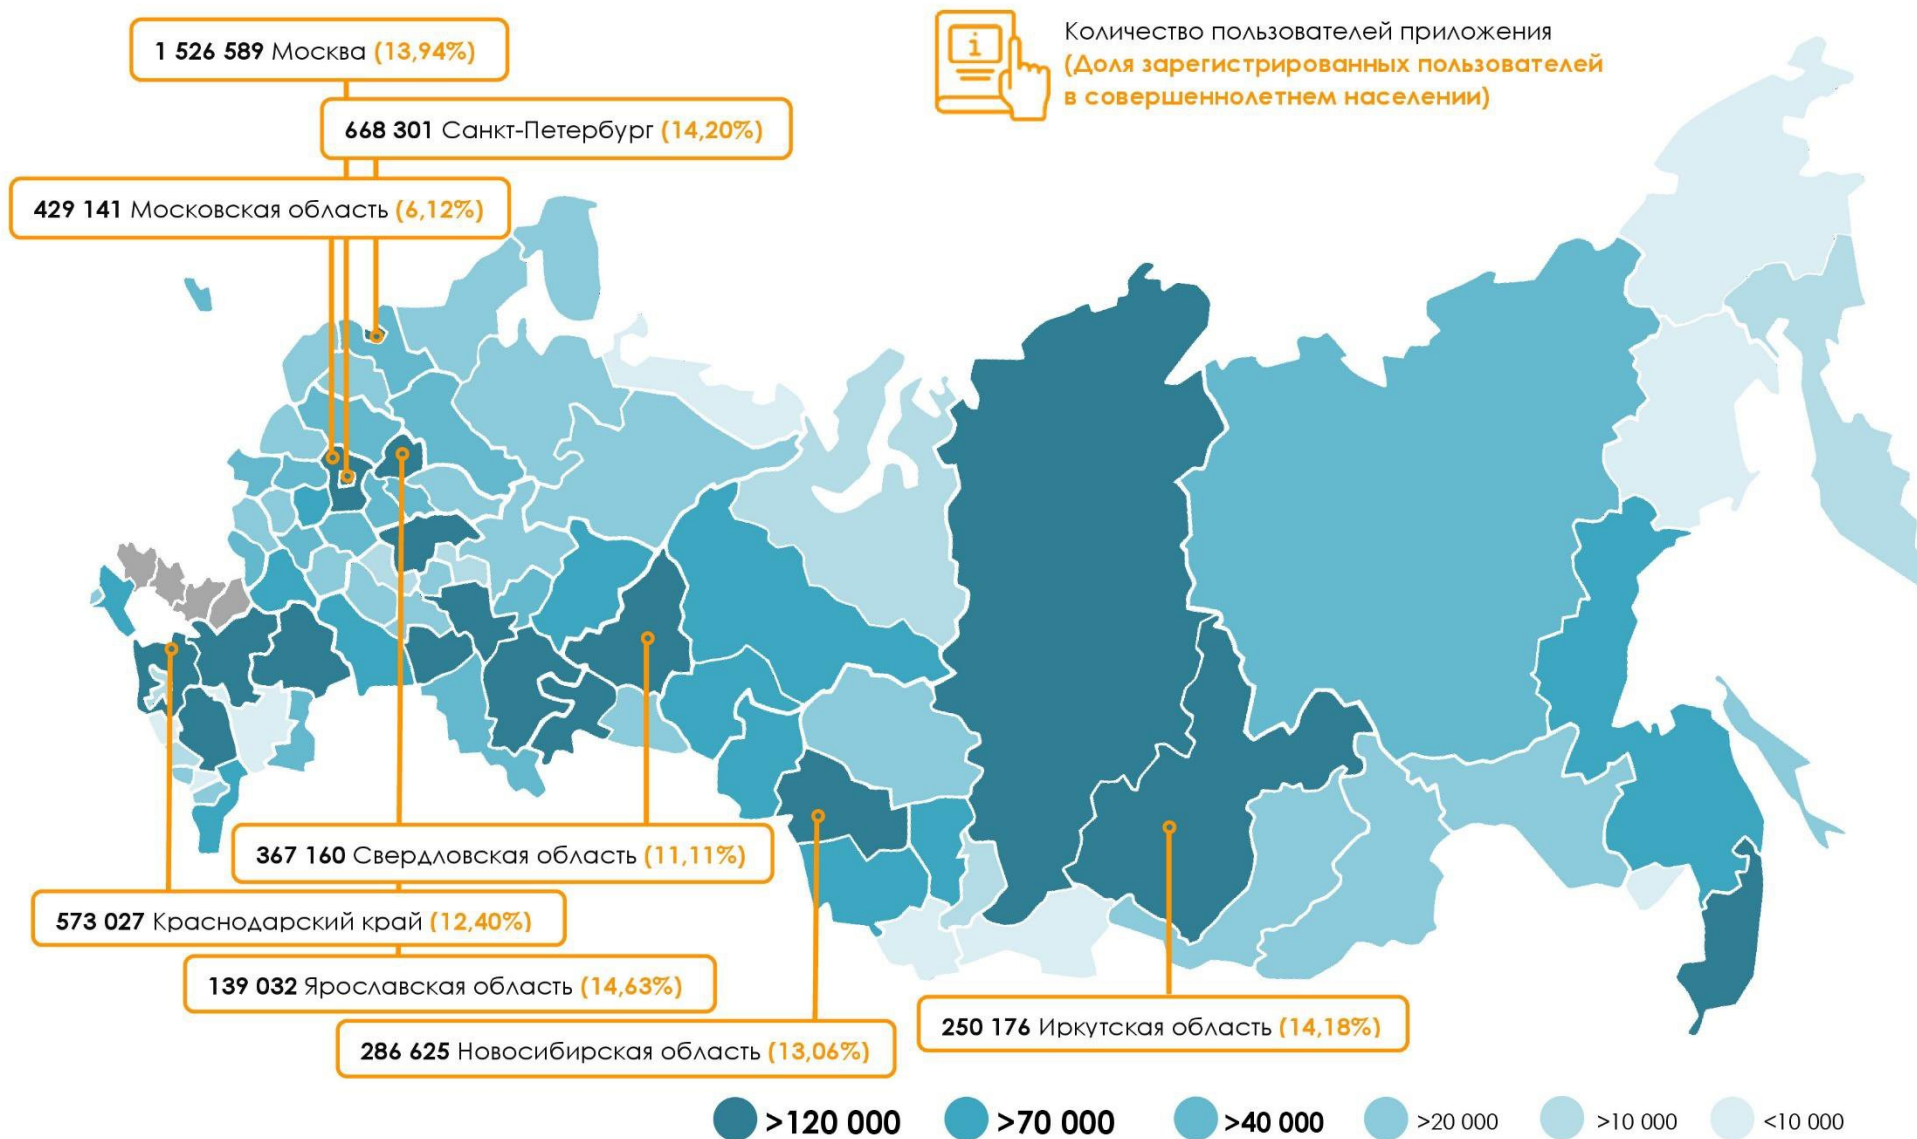 1 526 589 Москва (13,94%)
Количество пользователей приложения
(Доля зарегистрированных пользователей
в совершеннолетнем населении)
i
668 301 Санкт-Петербург (14,20%)
429 141 Московская область (6,12%)
367 160 Свердловская область (11,11%)
573 027 Краснодарский край (12,40%)
139 032 Ярославская область (14,63%)
250 176 Иркутская область (14,18%)
286 625 Новосибирская область (13,06%)
>120 000 >70 000 >40 000 >20 000 >10 000 <10 000